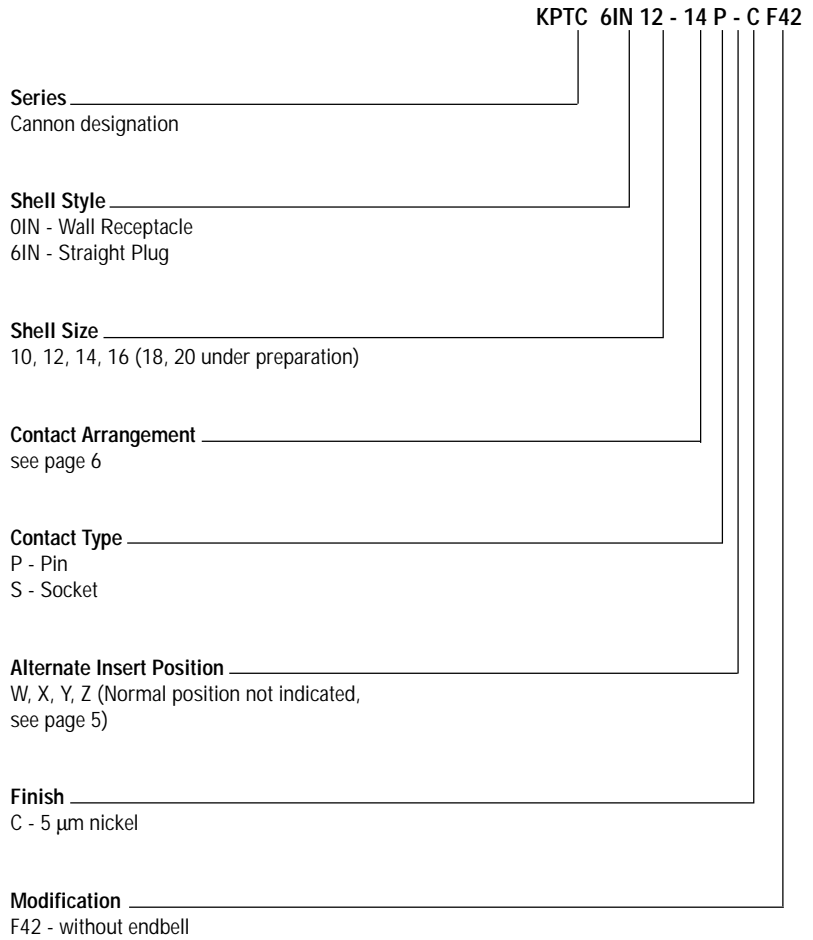 KPTC 6IN 12 - 14 P - C F42
Series
Cannon designation
Shell Style
0IN - Wall Receptacle
6IN - Straight Plug
Shell Size
10, 12, 14, 16 (18, 20 under preparation)
Contact Arrangement
see page 6
Contact Type
P - Pin
S - Socket
Alternate Insert Position
W, X, Y, Z (Normal position not indicated,
see page 5)
Finish
C - 5 μm nickel
Modification
F42 - without endbell